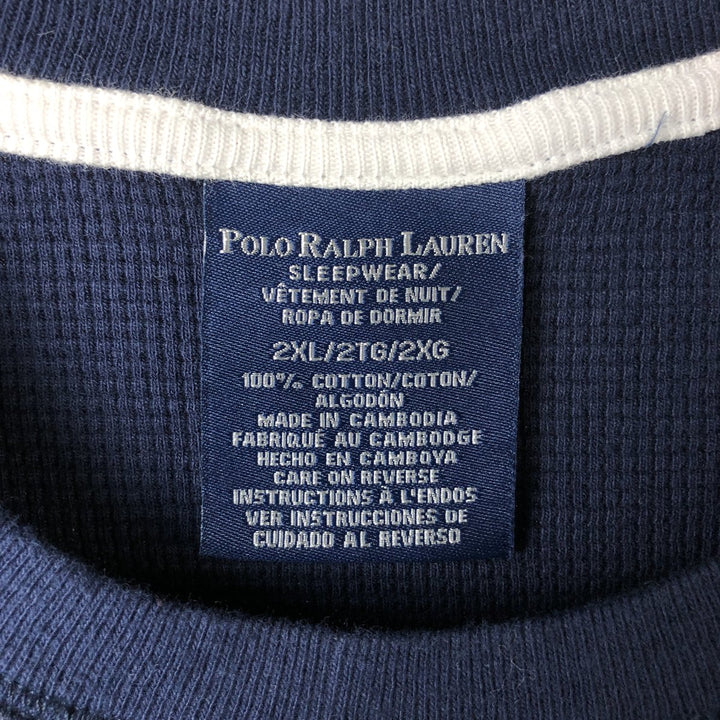 POLO RALPH LAUREN
SLEEPWEAR/
VÊTEMENT DE NUIT/
ROPA DE DORMIR
2XL/2TG/2XG
100% COTTON/COTON/
ALGODÓN
MADE IN CAMBODIA
FABRIQUÉ AU CAMBODGE
HECHO EN CAMBOYA
CARE ON REVERSE
INSTRUCTIONS À L'ENDOS
VER INSTRUCCIONES DE
CUIDADO AL REVERSO